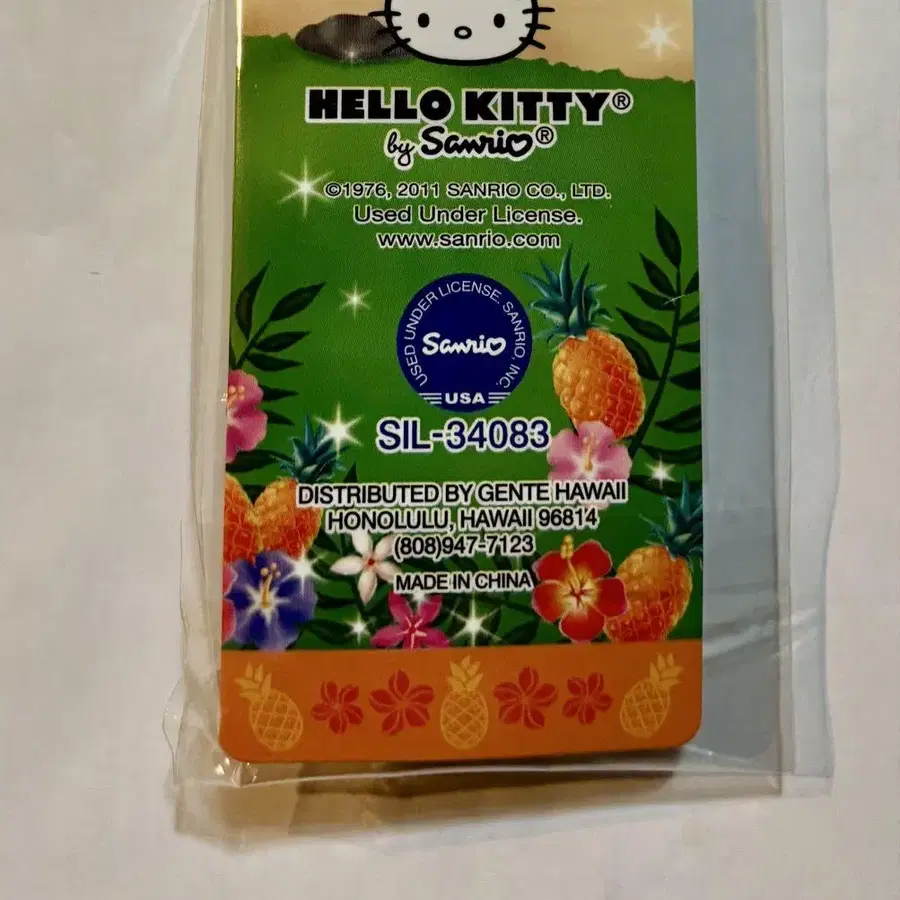 HELLO KITTY®
by Sanrio®
©1976, 2011 SANRIO CO., LTD.
Used Under License.
www.sanrio.com
USED UNDER LICENSE. SANRIO, INC.
Sanrio
USA
SIL-34083
DISTRIBUTED BY GENTE HAWAII
HONOLULU, HAWAII 96814
(808)947-7123
MADE IN CHINA